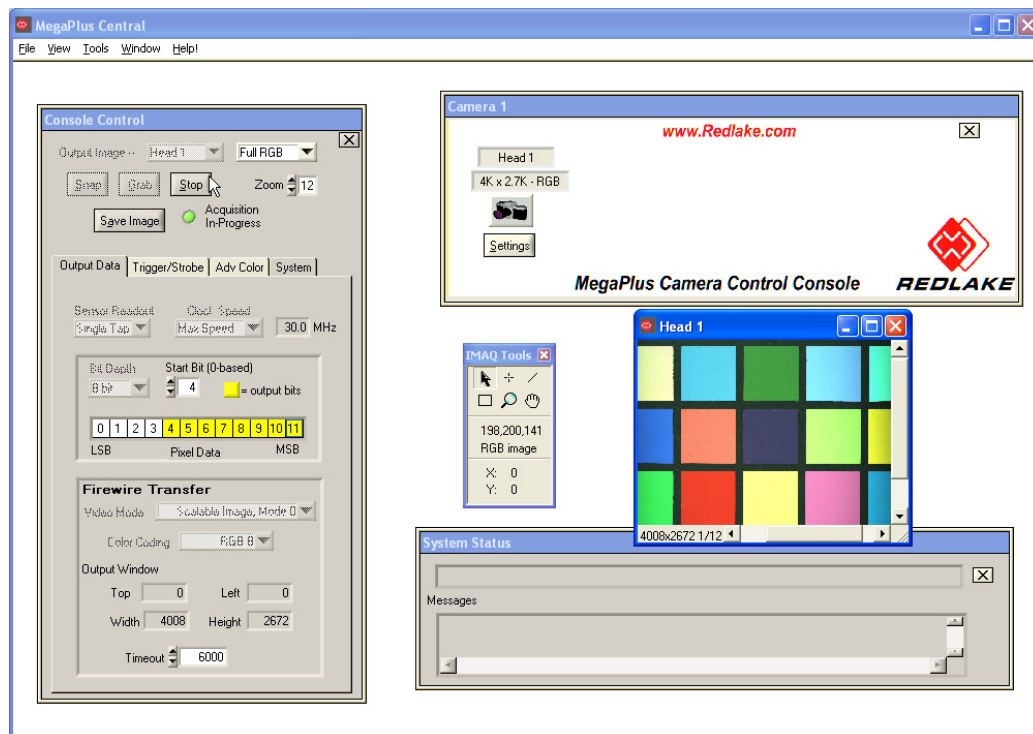 MegaPlus Central
File View Tools Window Help!
Console Control
Output Image -- Head 1 Full RGB
Snap Grab Stop Zoom 12
Save Image Acquisition In-Progress
Output Data Trigger/Strobe Adv Color System
Sensor Readout Clock Speed
Single Tap Max Speed 30.0 MHz
Bit Depth Start Bit (0-based)
8 bit 4 = output bits
0 1 2 3 4 5 6 7 8 9 10 11
LSB Pixel Data MSB
Firewire Transfer
Video Mode Scalable Image, Mode 0
Color Coding RGB 8
Output Window
Top 0 Left 0
Width 4008 Height 2672
Timeout 6000
Camera 1
www.Redlake.com
Head 1
4K x 2.7K - RGB
Settings
MegaPlus Camera Control Console
REDLAKE
IMAQ Tools
198,200,141
RGB image
X: 0
Y: 0
Head 1
4008x2672 1/12
System Status
Messages